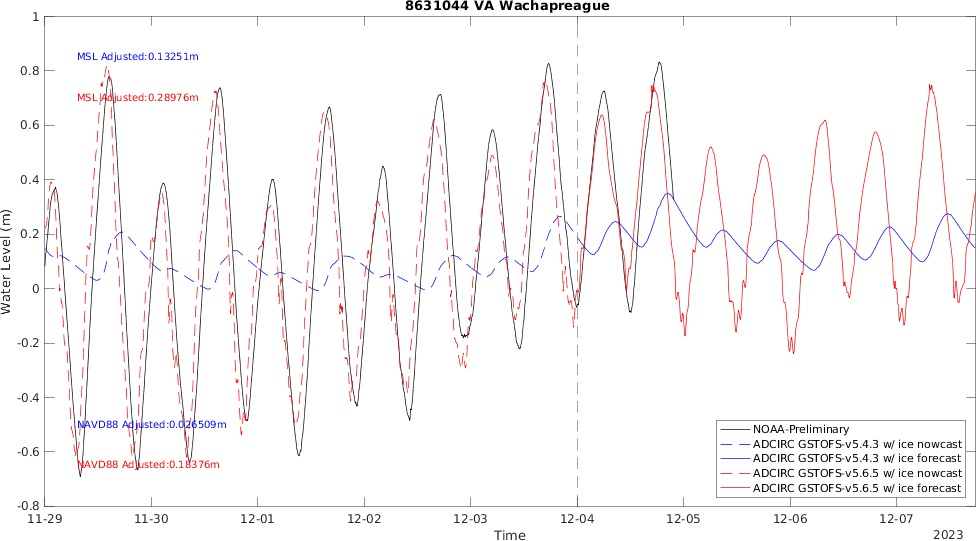 8631044 VA Wachapreague
1
0.8
0.6
0.4
0.2
0
-0.2
-0.4
-0.6
-0.8
Water Level (m)
MSL Adjusted:0.13251m
MSL Adjusted:0.28976m
NAVD88 Adjusted:0.026509m
NAVD88 Adjusted:0.18376m
NOAA-Preliminary
ADCIRC GSTOFS-v5.4.3 w/ ice nowcast
ADCIRC GSTOFS-v5.4.3 w/ ice forecast
ADCIRC GSTOFS-v5.6.5 w/ ice nowcast
ADCIRC GSTOFS-v5.6.5 w/ ice forecast
11-29 11-30 12-01 12-02 12-03 12-04 12-05 12-06 12-07
Time
2023